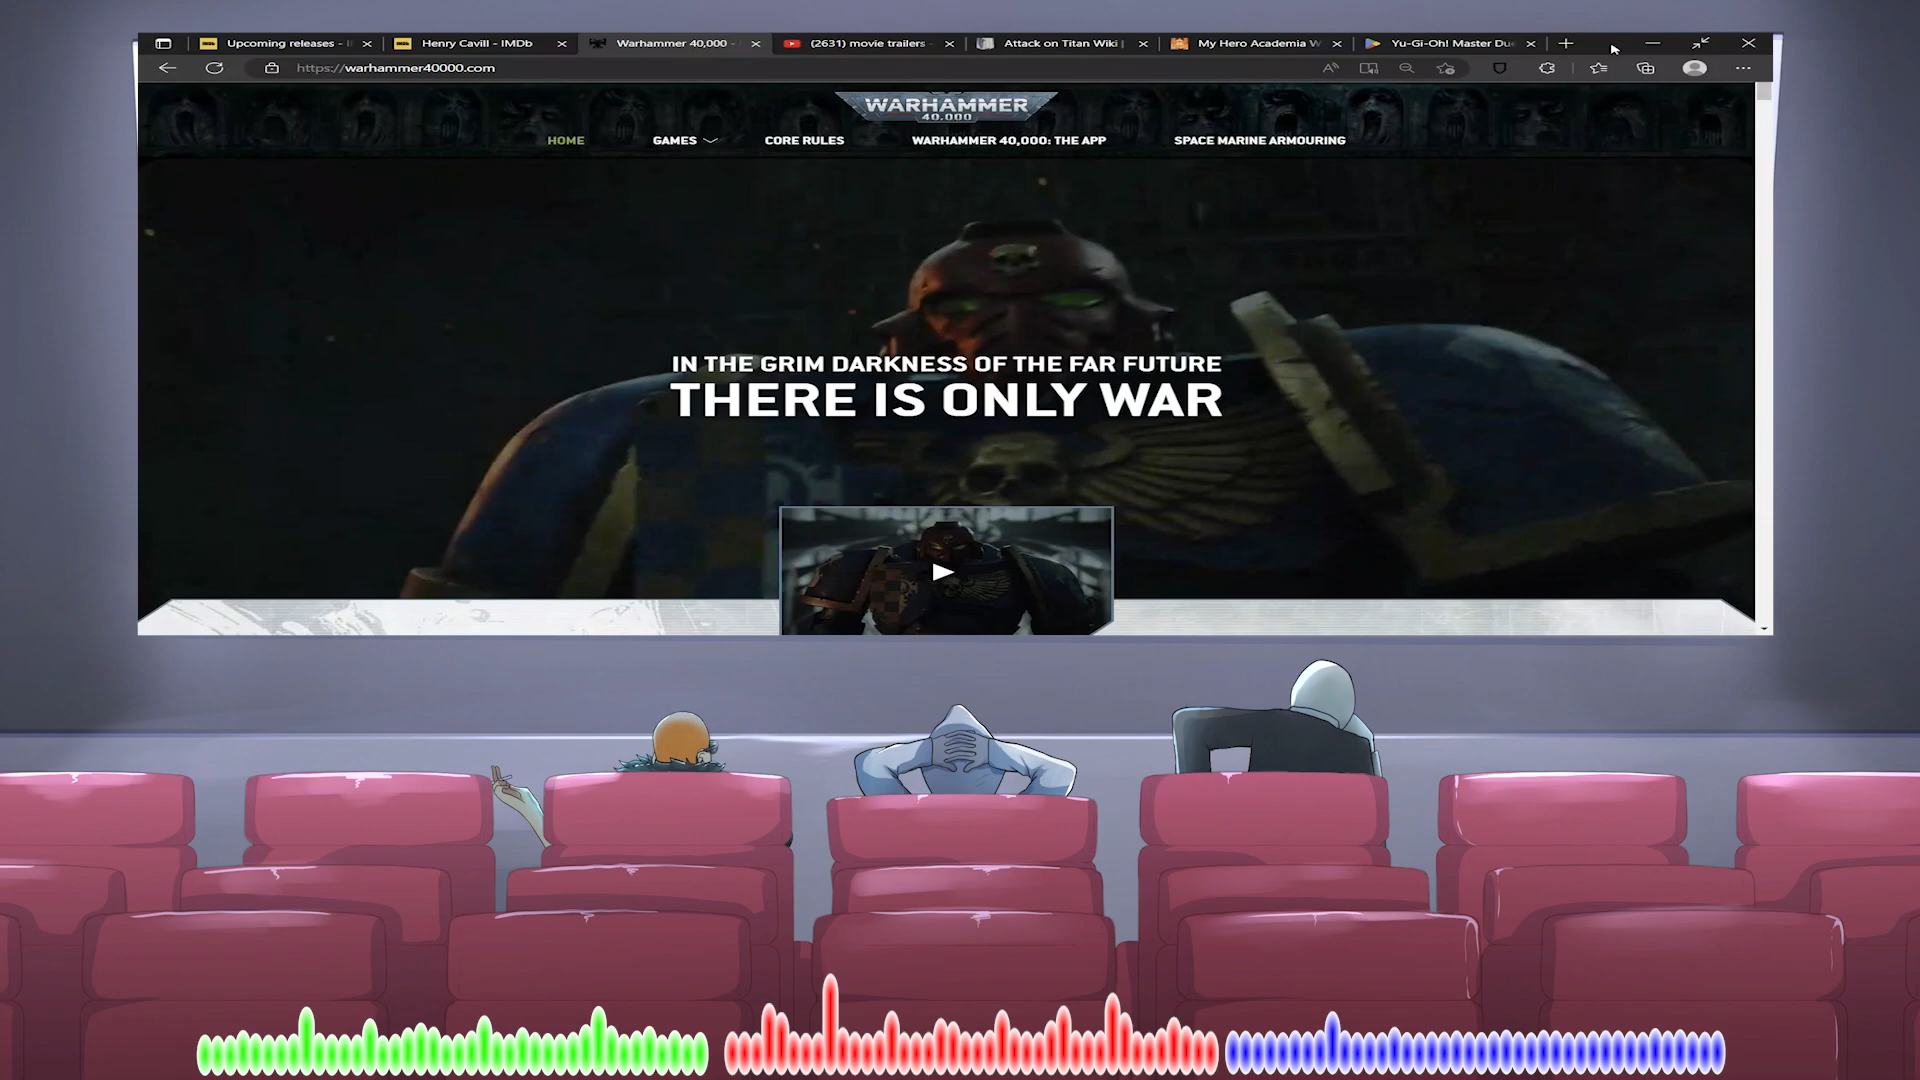 Upcoming releases - I
Henry Cavill - IMDb
Warhammer 40,000 -
(2631) movie trailers -
Attack on Titan Wiki |
My Hero Academia W
Yu-Gi-Oh! Master Due
https://warhammer40000.com
WARHAMMER
40,000
HOME
GAMES
CORE RULES
WARHAMMER 40,000: THE APP
SPACE MARINE ARMOURING
IN THE GRIM DARKNESS OF THE FAR FUTURE
THERE IS ONLY WAR